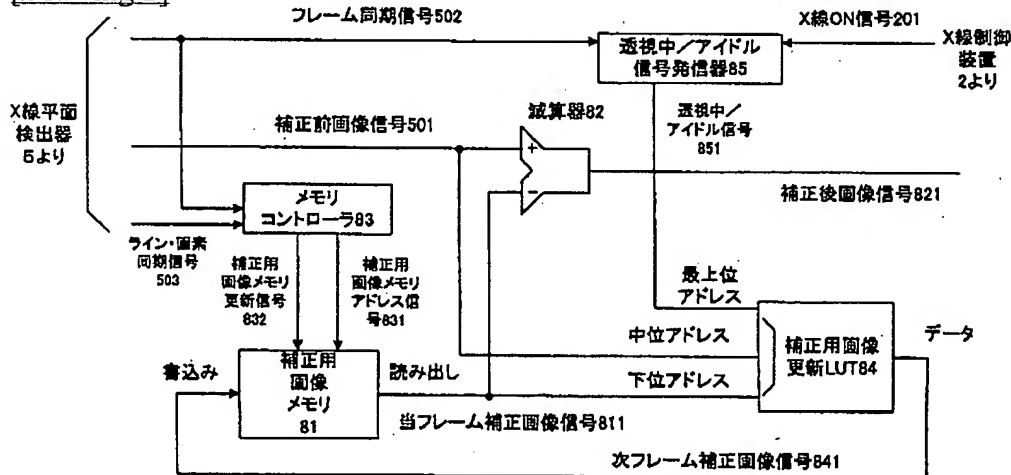 フレーム同期信号502
X線ON信号201
透視中／アイドル
信号発信器85
X線制御
装置
2より
X線平面
検出器
5より
補正前画像信号501
減算器82
透視中／
アイドル信号
851
補正後画像信号821
メモリ
コントローラ83
ライン・画素
同期信号
503
補正用
画像メモリ
更新信号
832
補正用
画像メモリ
アドレス信
号831
最上位
アドレス
中位アドレス
下位アドレス
補正用画像
更新LUT84
データ
書込み
補正用
画像
メモリ
81
読み出し
当フレーム補正画像信号811
次フレーム補正画像信号841